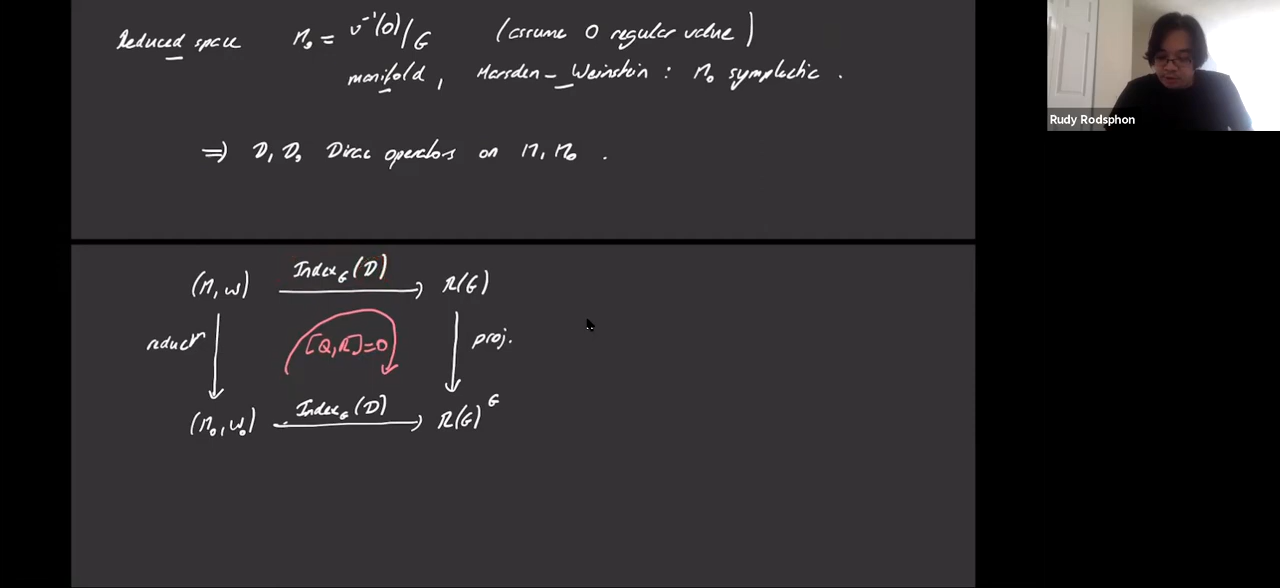 Reduced space M₀ = ν⁻¹(0)/G (assume 0 regular value)
manifold, Marsden-Weinstein : M₀ symplectic.
⇒ D, D₀ Dirac operators on M, M₀.
(M, ω) Index_G(D) → R(G)
reductn [Q,R]=0 proj.
(M₀, ω₀) Index_G(D) → R(G)^G
Rudy Rodsphon